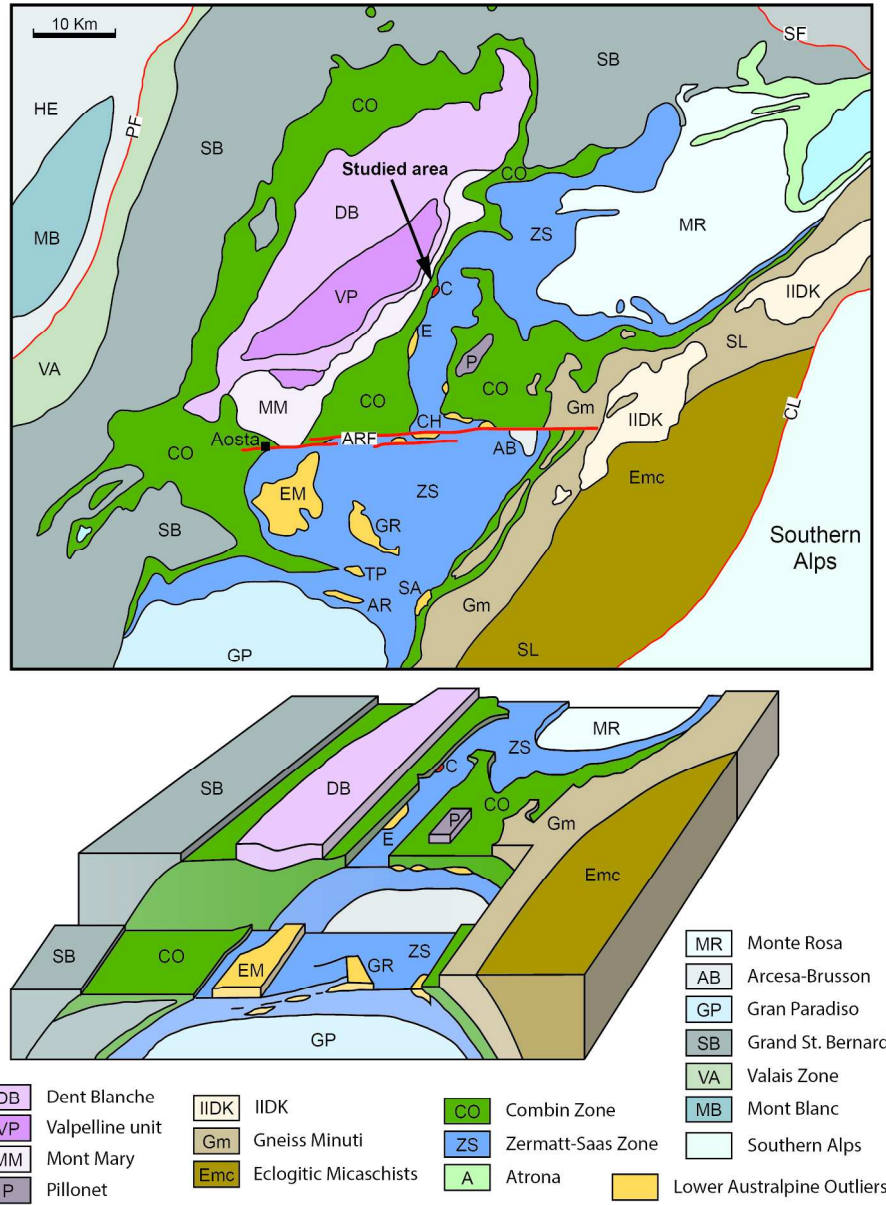 10 Km
SF
SB
HE
PF
CO
SB
CO
Studied area
MB
DB
ZS
MR
VP
C
IIDK
E
SL
VA
P
MM
CO
CO
Gm
CL
CH
IIDK
Aosta
ARF
AB
CO
Emc
EM
ZS
SB
GR
Southern
Alps
TP
SA
AR
Gm
GP
SL
MR
ZS
C
SB
DB
CO
P
Gm
E
Emc
SB
CO
ZS
EM
GR
GP
MR Monte Rosa
AB Arcesa-Brusson
GP Gran Paradiso
SB Grand St. Bernard
VA Valais Zone
MB Mont Blanc
Southern Alps
DB Dent Blanche
VP Valpelline unit
MM Mont Mary
P Pillonet
IIDK IIDK
Gm Gneiss Minuti
Emc Eclogitic Micaschists
CO Combin Zone
ZS Zermatt-Saas Zone
A Atrona
Lower Australpine Outliers